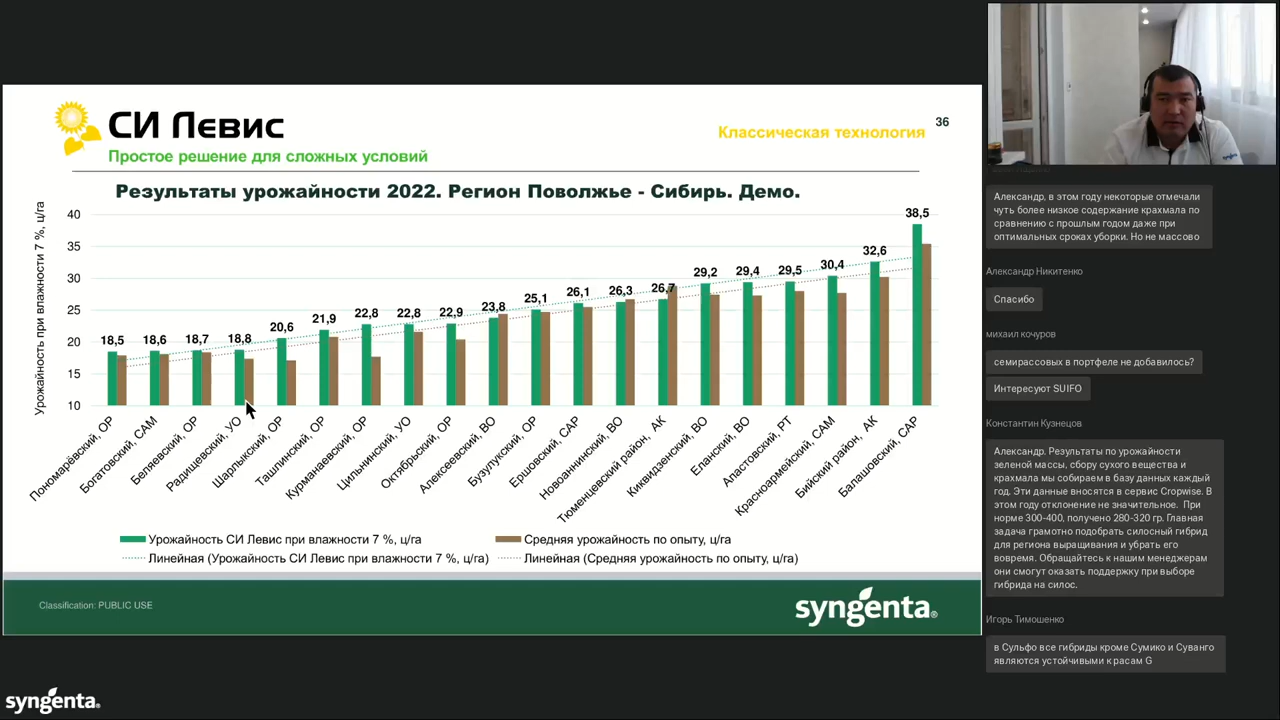 СИ Левис
Простое решение для сложных условий
Классическая технология
36
Результаты урожайности 2022. Регион Поволжье - Сибирь. Демо.
Урожайность при влажности 7 %, ц/га
40
35
30
25
20
15
10
18,5
18,6
18,7
18,8
20,6
21,9
22,8
22,8
22,9
23,8
25,1
26,1
26,3
26,7
29,2
29,4
29,5
30,4
32,6
38,5
Пономарёвский, ОР
Богатовский, САМ
Беляевский, ОР
Радищевский, УО
Шарлыкский, ОР
Ташлинский, ОР
Курманаевский, ОР
Цильнинский, УО
Октябрьский, ОР
Алексеевский, ВО
Бузулукский, ОР
Ершовский, САР
Новоаннинский, ВО
Тюменцевский район, АК
Киквидзенский, ВО
Еланский, ВО
Апастовский, РТ
Красноармейский, САМ
Бийский район, АК
Балашовский, САР
Урожайность СИ Левис при влажности 7 %, ц/га
Средняя урожайность по опыту, ц/га
Линейная (Урожайность СИ Левис при влажности 7 %, ц/га)
Линейная (Средняя урожайность по опыту, ц/га)
Classification: PUBLIC USE
syngenta®
syngenta®
Александр, в этом году некоторые отмечали
чуть более низкое содержание крахмала по
сравнению с прошлым годом даже при
оптимальных сроках уборки. Но не массово
Александр Никитенко
Спасибо
михаил кочуров
семирассовых в портфеле не добавилось?
Интересуют SUIFO
Константин Кузнецов
Александр. Результаты по урожайности
зеленой массы, сбору сухого вещества и
крахмала мы собираем в базу данных каждый
год. Эти данные вносятся в сервис Cropwise. В
этом году отклонение не значительное. При
норме 300-400, получено 280-320 гр. Главная
задача грамотно подобрать силосный гибрид
для региона выращивания и убрать его
вовремя. Обращайтесь к нашим менеджерам
они смогут оказать поддержку при выборе
гибрида на силос.
Игорь Тимошенко
в Сульфо все гибриды кроме Сумико и Суванго
являются устойчивыми к расам G